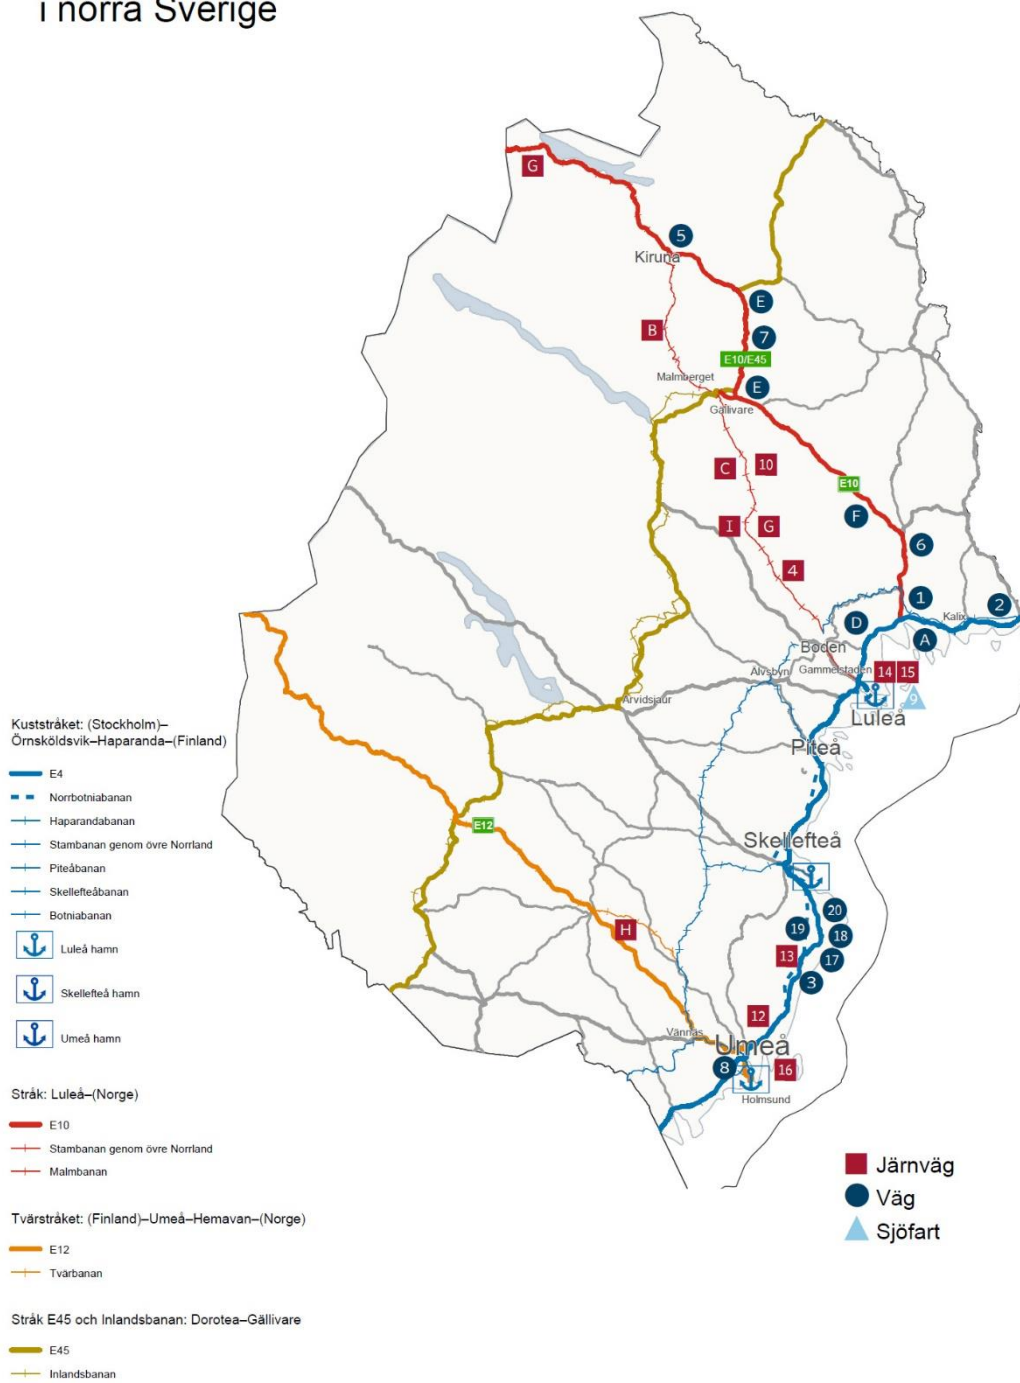 i norra Sverige
G
5
Kiruna
E
B
7
E10/E45
Malmberget
E
Gällivare
C
10
E10
I
G
F
6
4
1
2
Kalix
D
A
Boden
Älvsbyn
Gammelstaden
14
15
9
Arvidsjaur
Luleå
Piteå
E12
Skellefteå
H
20
19
18
13
17
3
12
Vännäs
Umeå
8
16
Holmsund
Kuststråket: (Stockholm)–
Örnsköldsvik–Haparanda–(Finland)
E4
Norrbotniabanan
Haparandabanan
Stambanan genom övre Norrland
Piteåbanan
Skellefteåbanan
Botniabanan
Luleå hamn
Skellefteå hamn
Umeå hamn
Stråk: Luleå–(Norge)
E10
Stambanan genom övre Norrland
Malmbanan
Tvärstråket: (Finland)–Umeå–Hemavan–(Norge)
E12
Tvärbanan
Stråk E45 och Inlandsbanan: Dorotea–Gällivare
E45
Inlandsbanan
Järnväg
Väg
Sjöfart